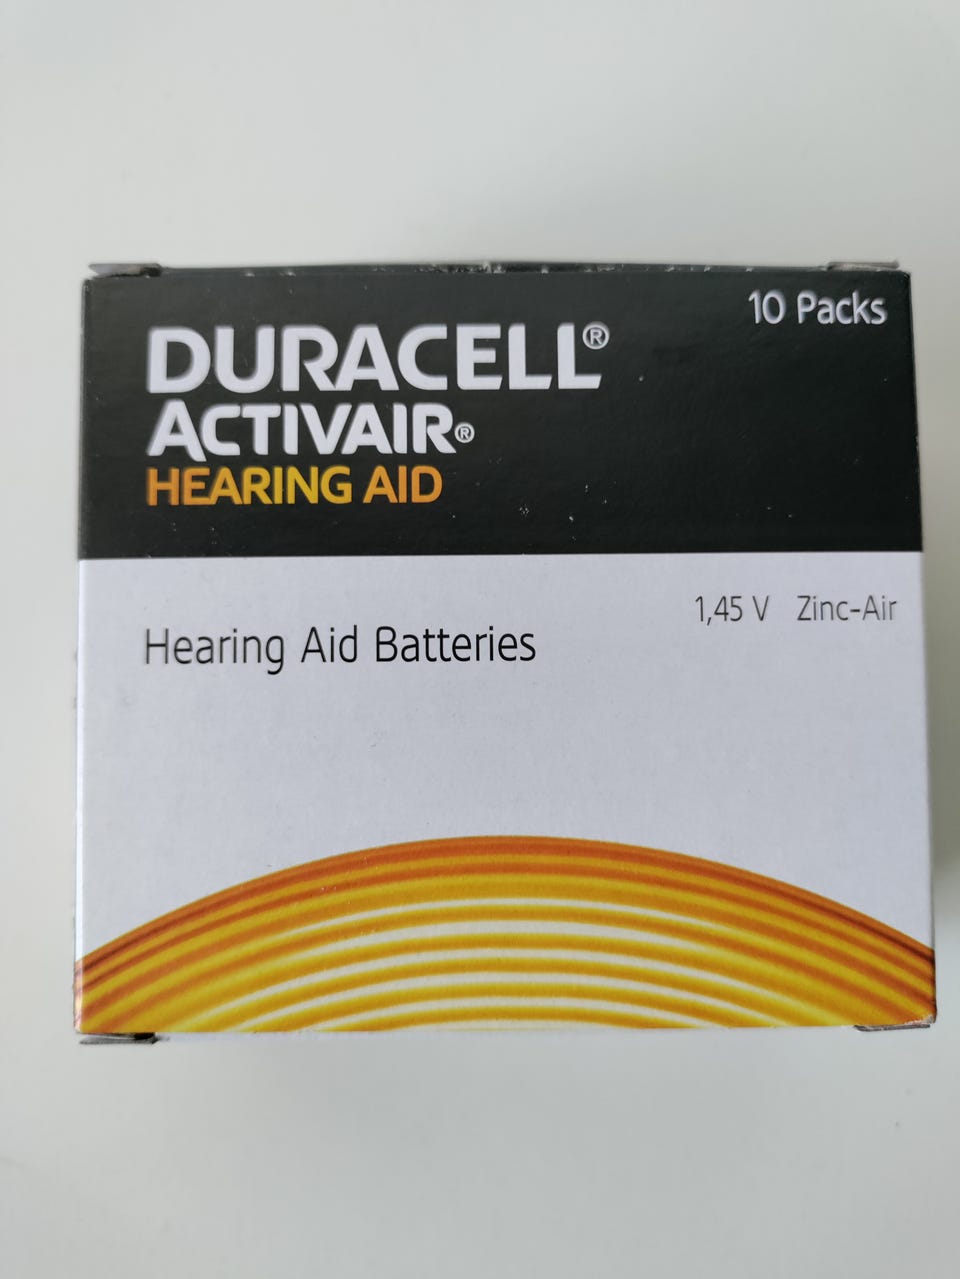 10 Packs
DURACELL®
ACTIVAIR®
HEARING AID
1,45 V Zinc-Air
Hearing Aid Batteries